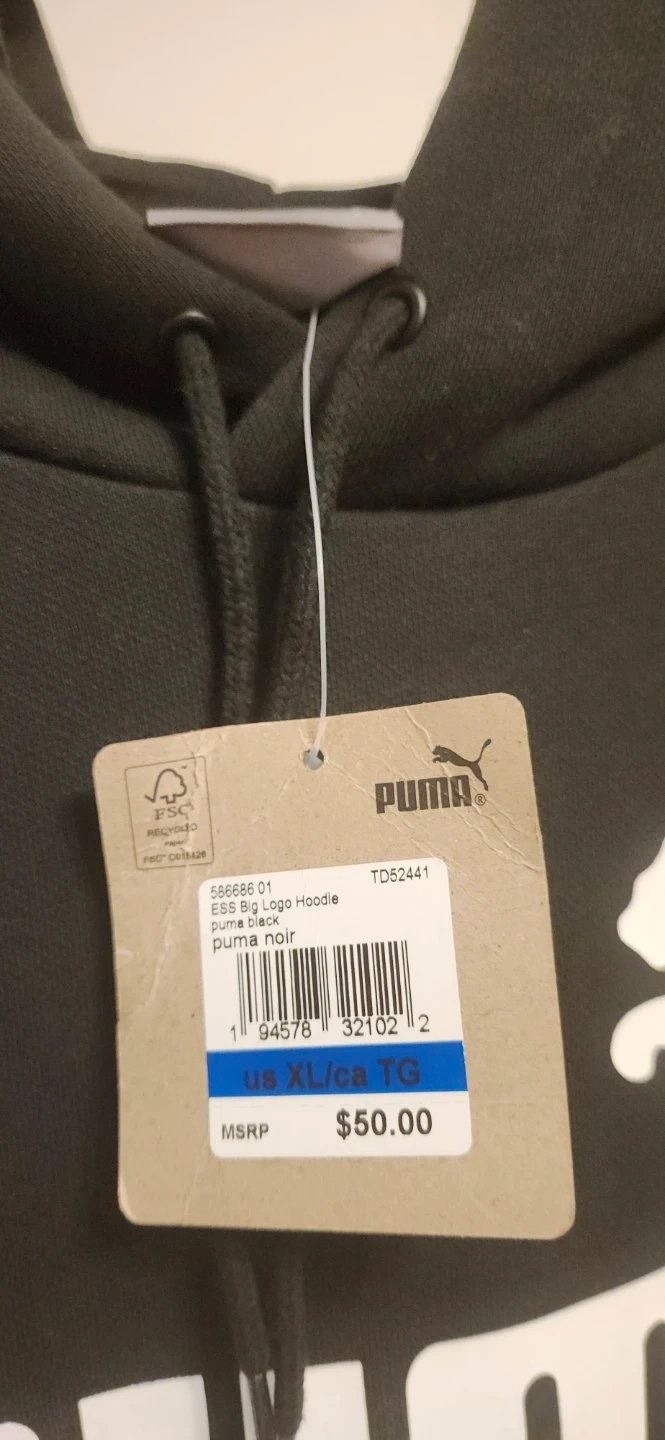 FSC
RECYCLED
PUMA®
586686 01
TD52441
ESS Big Logo Hoodie
puma black
puma noir
1 94578 32102 2
us XL/ca TG
MSRP $50.00